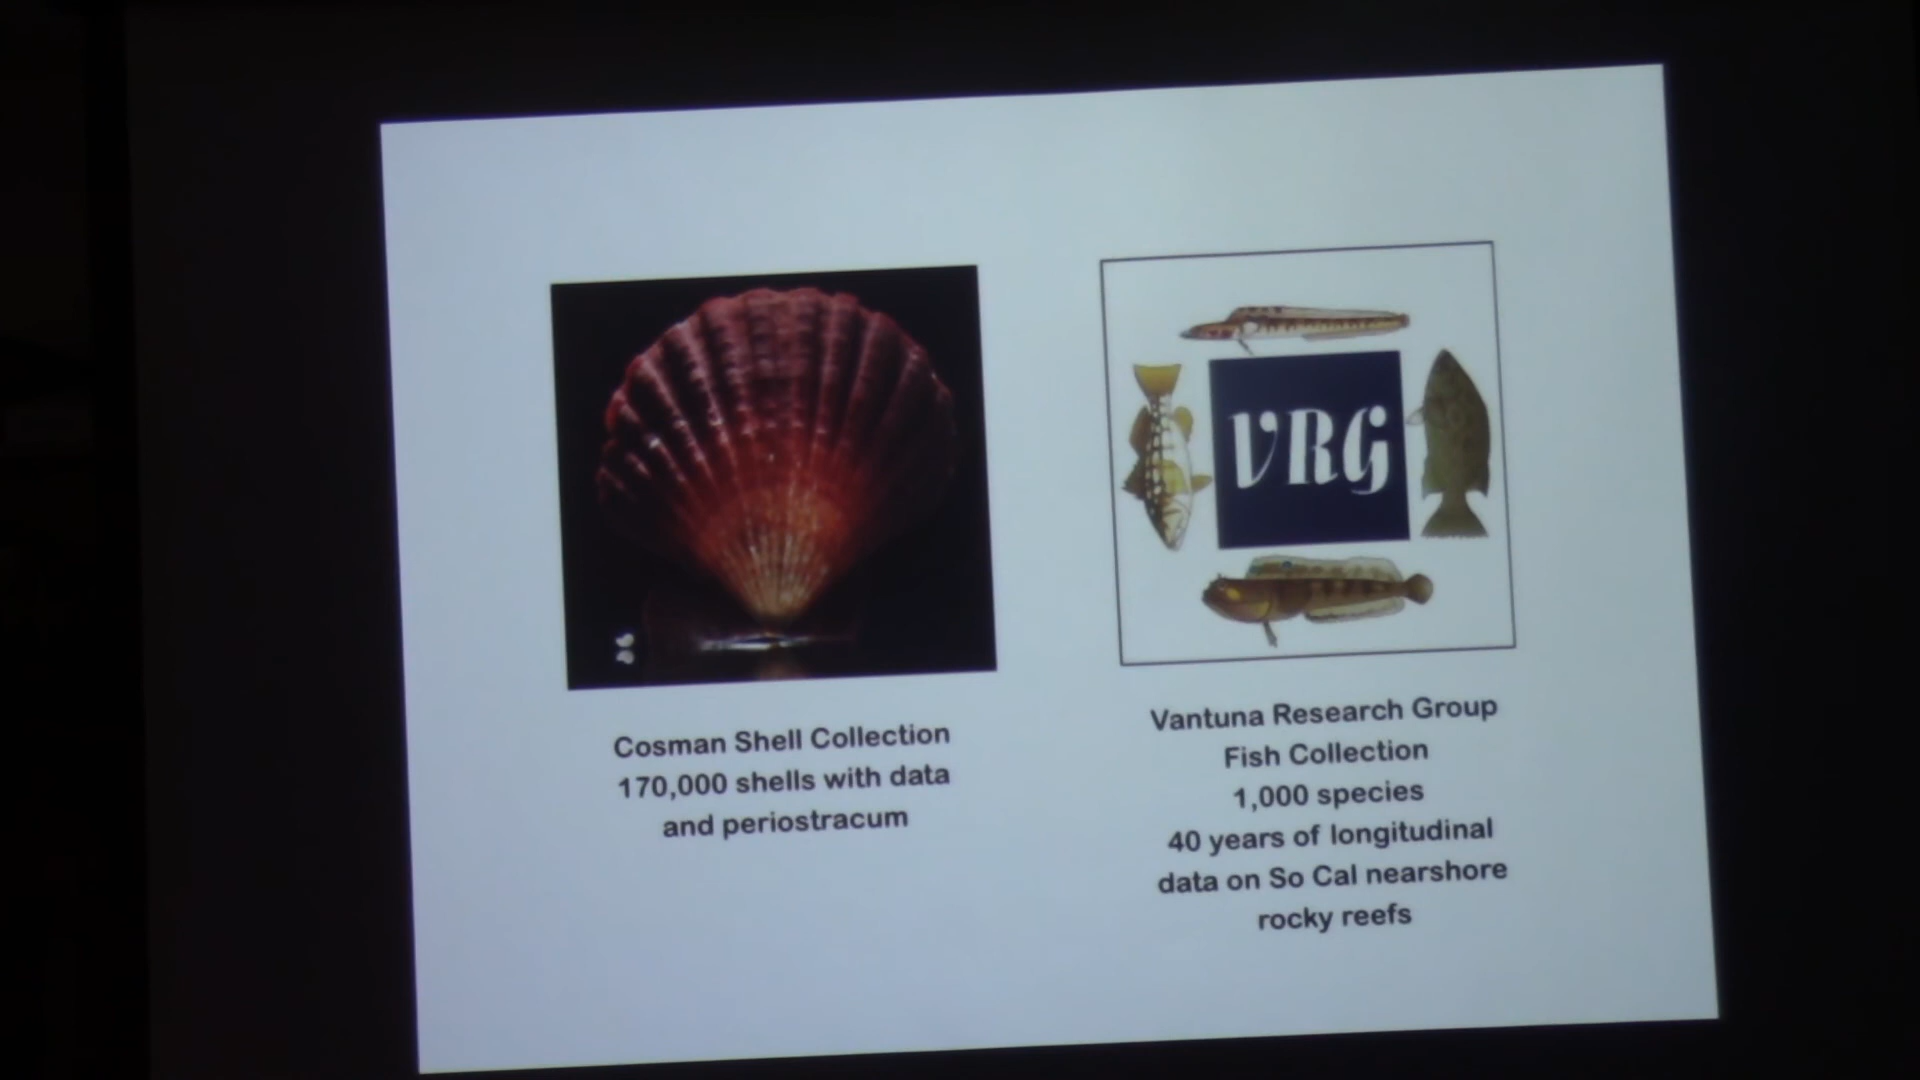 VRG
Cosman Shell Collection
170,000 shells with data
and periostracum
Vantuna Research Group
Fish Collection
1,000 species
40 years of longitudinal
data on So Cal nearshore
rocky reefs